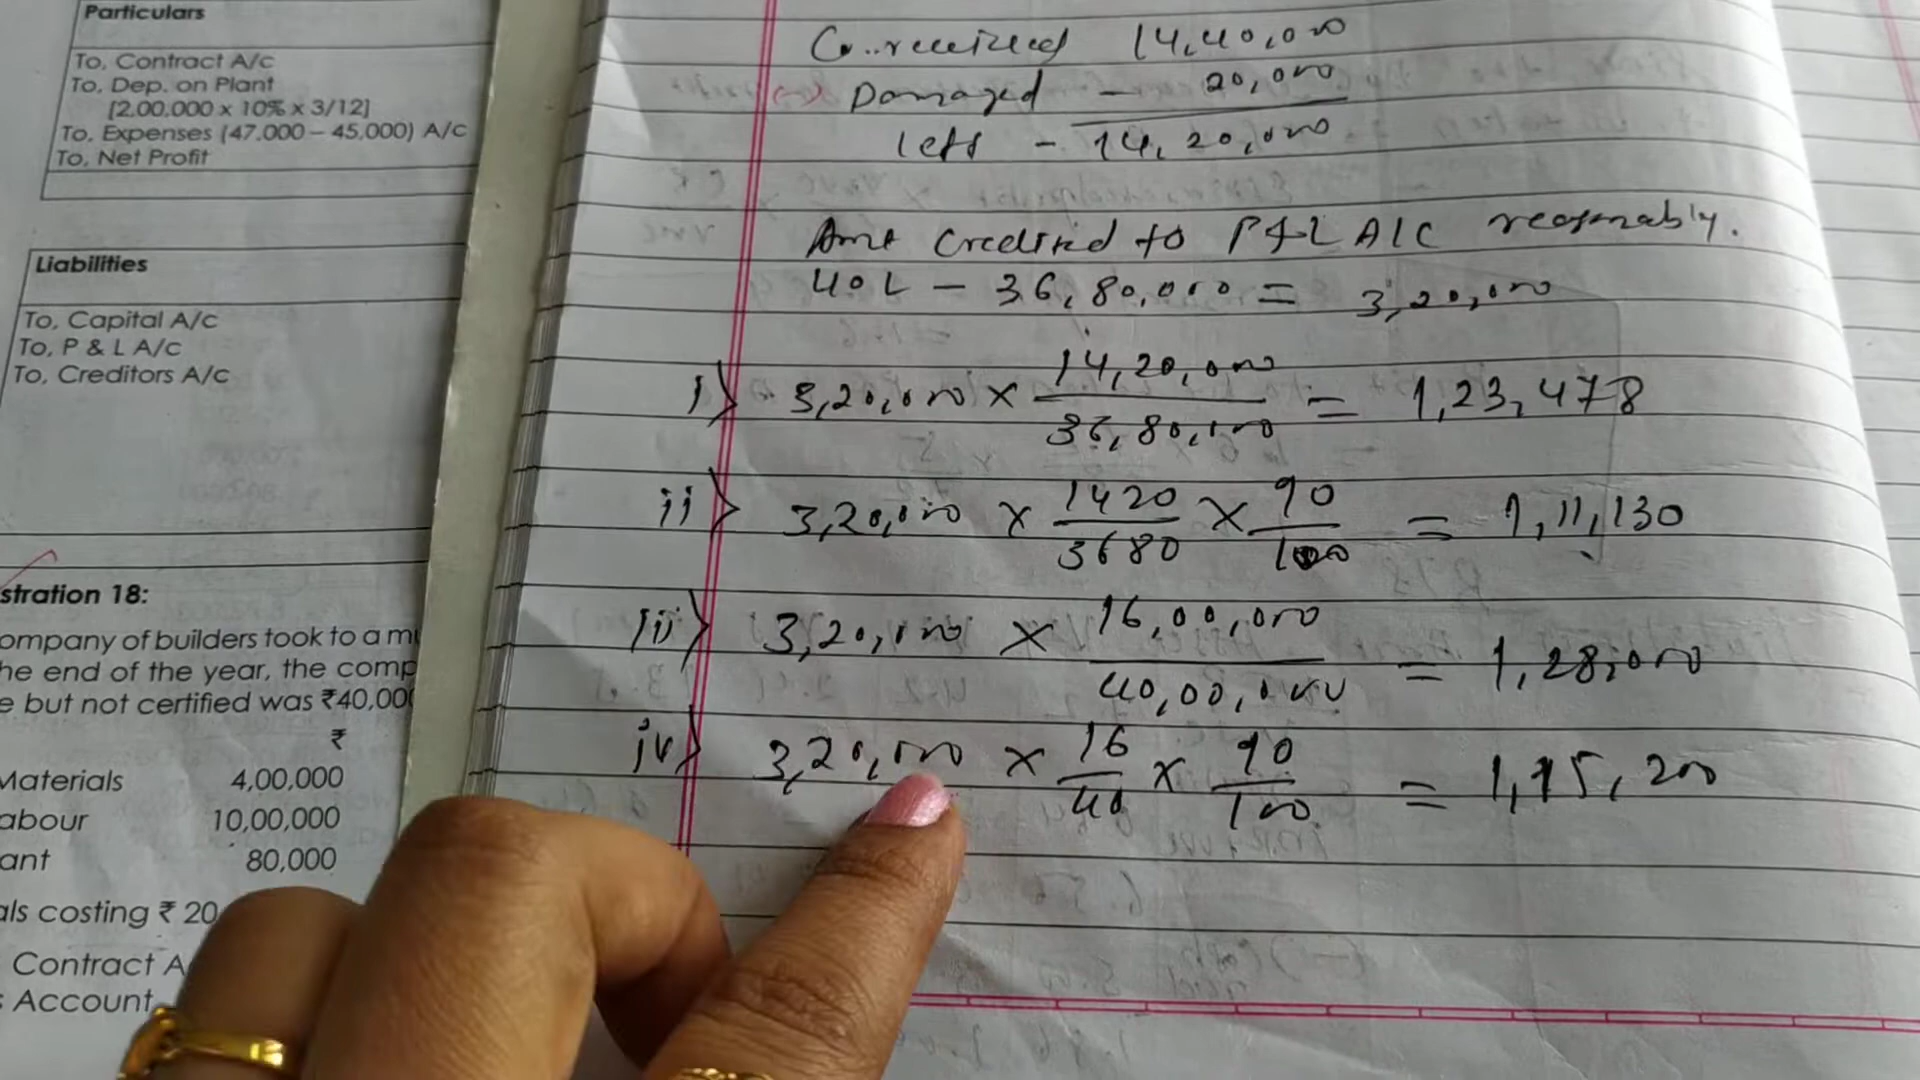 Particulars
To, Contract A/c
To, Dep. on Plant
[2,00,000 x 10% x 3/12]
To, Expenses (47,000 – 45,000) A/c
To, Net Profit
Liabilities
To, Capital A/c
To, P & L A/c
To, Creditors A/c
stration 18:
ompany of builders took to a mu
he end of the year, the comp
e but not certified was ₹40,000
₹
Materials 4,00,000
abour 10,00,000
ant 80,000
als costing ₹ 20
Contract A
Account
received 14,40,000
(-) Damaged - 20,000
left - 14,20,000
Amt credited to P&L A/C reasonably.
40L - 36,80,000 = 3,20,000
i) 3,20,000 x 14,20,000 / 36,80,000 = 1,23,478
ii) 3,20,000 x 1420 / 3680 x 90 / 100 = 1,11,130
iii) 3,20,000 x 16,00,000 / 40,00,000 = 1,28,000
iv) 3,20,000 x 16 / 40 x 90 / 100 = 1,15,200